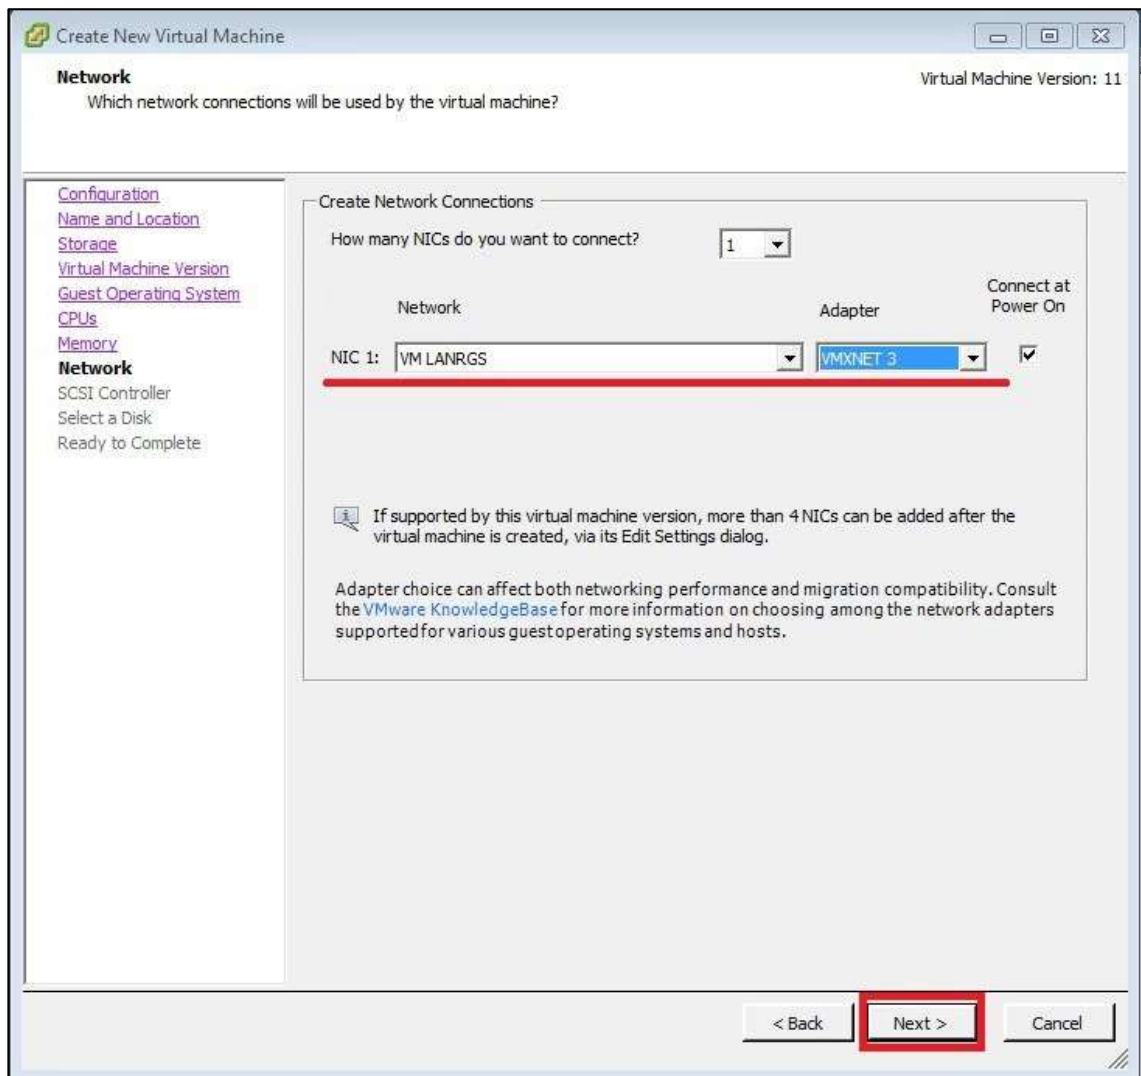 Create New Virtual Machine
Network
Virtual Machine Version: 11
Which network connections will be used by the virtual machine?
Configuration
Name and Location
Storage
Virtual Machine Version
Guest Operating System
CPUs
Memory
Network
SCSI Controller
Select a Disk
Ready to Complete
Create Network Connections
How many NICs do you want to connect? 1
Network Adapter Connect at
Power On
NIC 1: VM LANRGS VMXNET 3
If supported by this virtual machine version, more than 4 NICs can be added after the
virtual machine is created, via its Edit Settings dialog.
Adapter choice can affect both networking performance and migration compatibility. Consult
the VMware KnowledgeBase for more information on choosing among the network adapters
supported for various guest operating systems and hosts.
< Back Next > Cancel